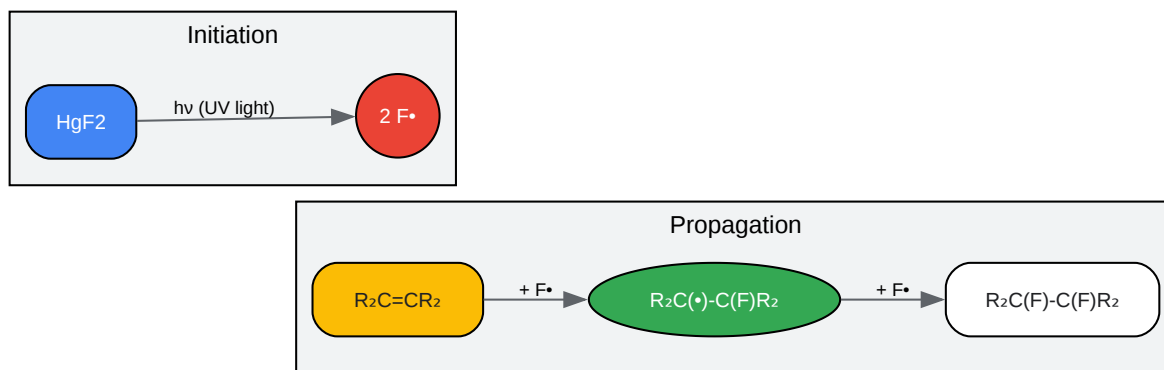 Initiation
HgF2
hν (UV light)
2 F•
Propagation
R₂C=CR₂
+ F•
R₂C(•)-C(F)R₂
+ F•
R₂C(F)-C(F)R₂